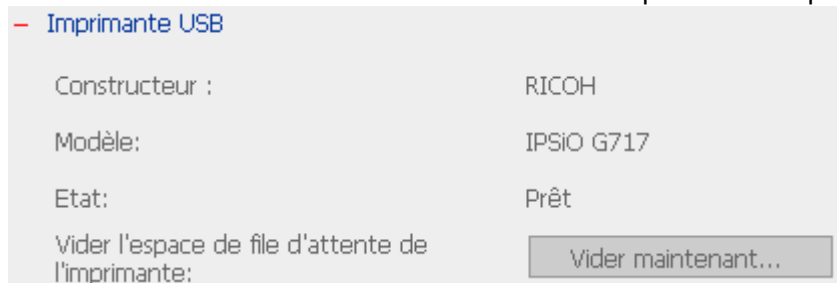 – Imprimante USB
Constructeur : RICOH
Modèle: IPSiO G717
Etat: Prêt
Vider l'espace de file d'attente de
l'imprimante: Vider maintenant...